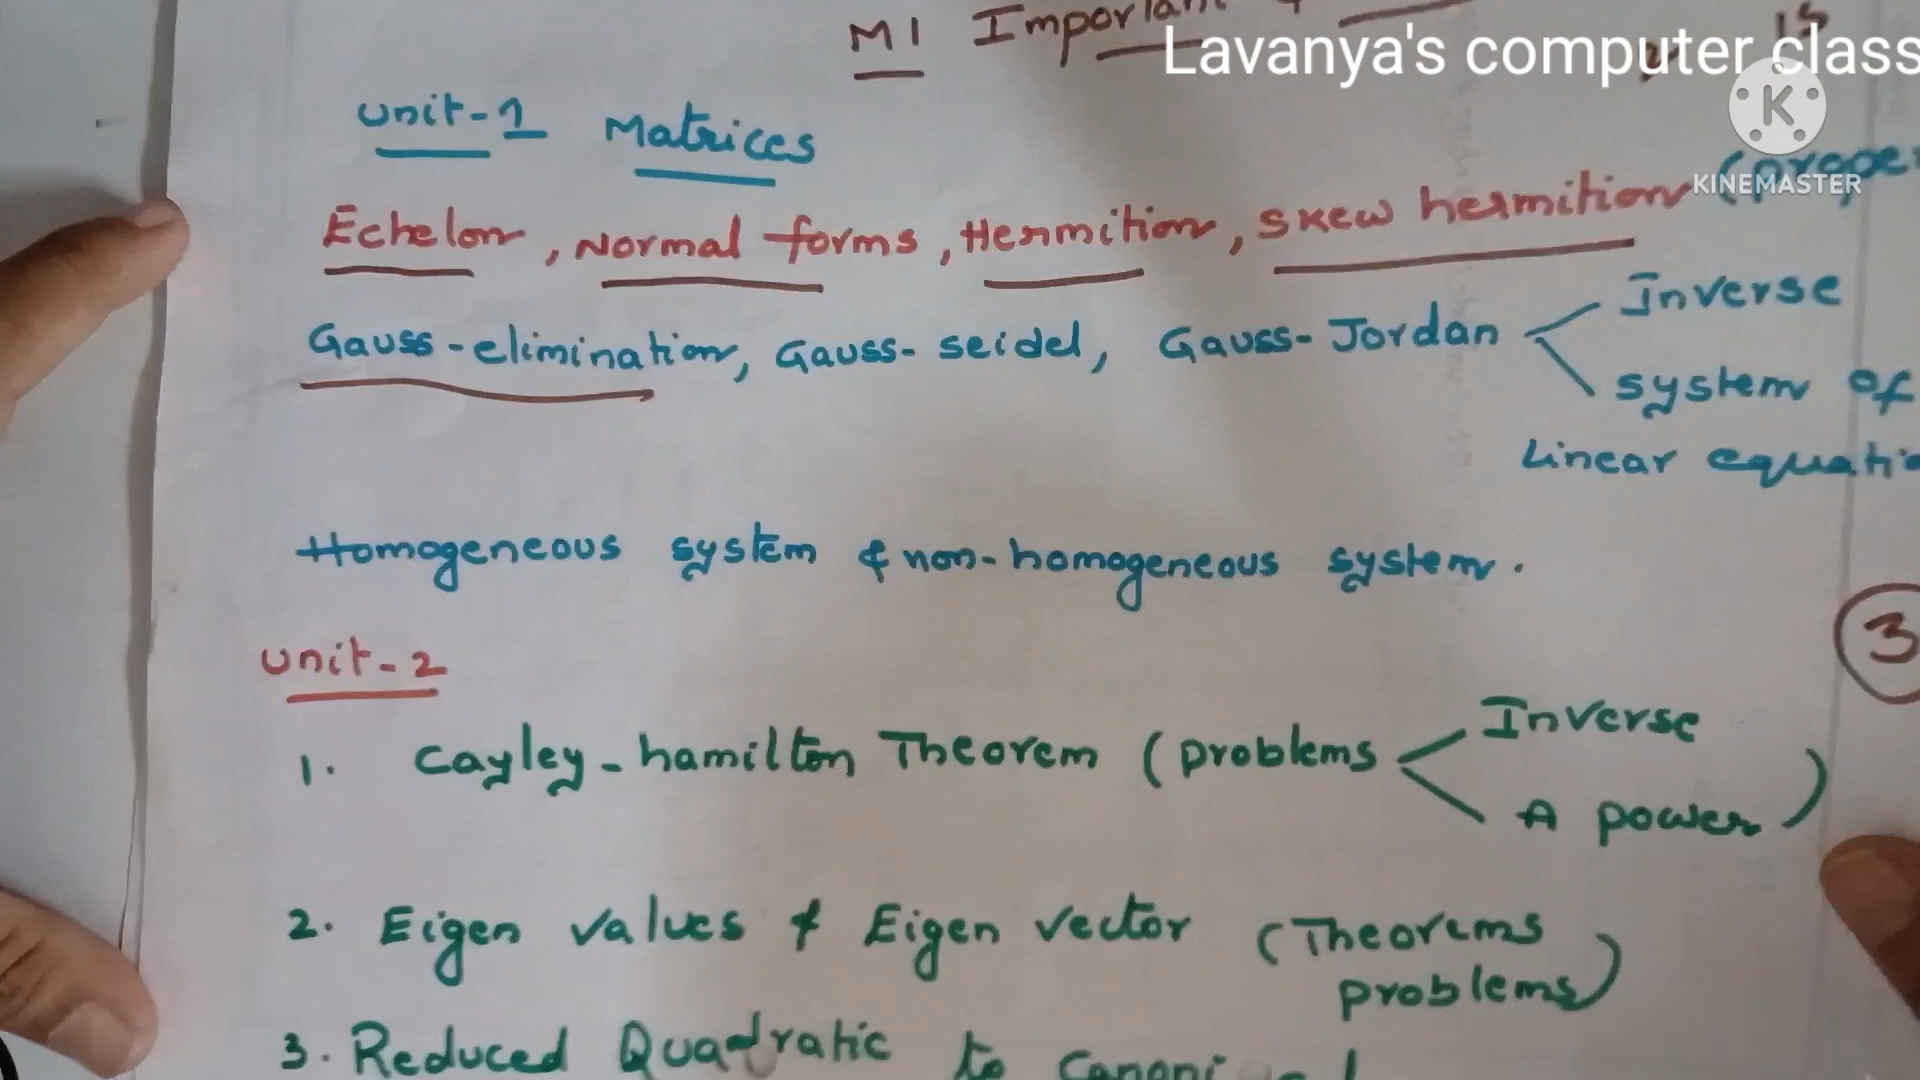 M1 Important
Lavanya's computer class
K
KINEMASTER
Unit-1 Matrices
Echelon, Normal forms, Hermition, Skew hermition
Gauss-elimination, Gauss-seidel, Gauss-Jordan
Inverse
system of
Linear
Homogeneous system & non-homogeneous system.
Unit-2
3
1. Cayley-hamilton Theorem (problems
Inverse
A power)
2. Eigen values & Eigen vector (Theorems
problems)
3. Reduced Quadratic to